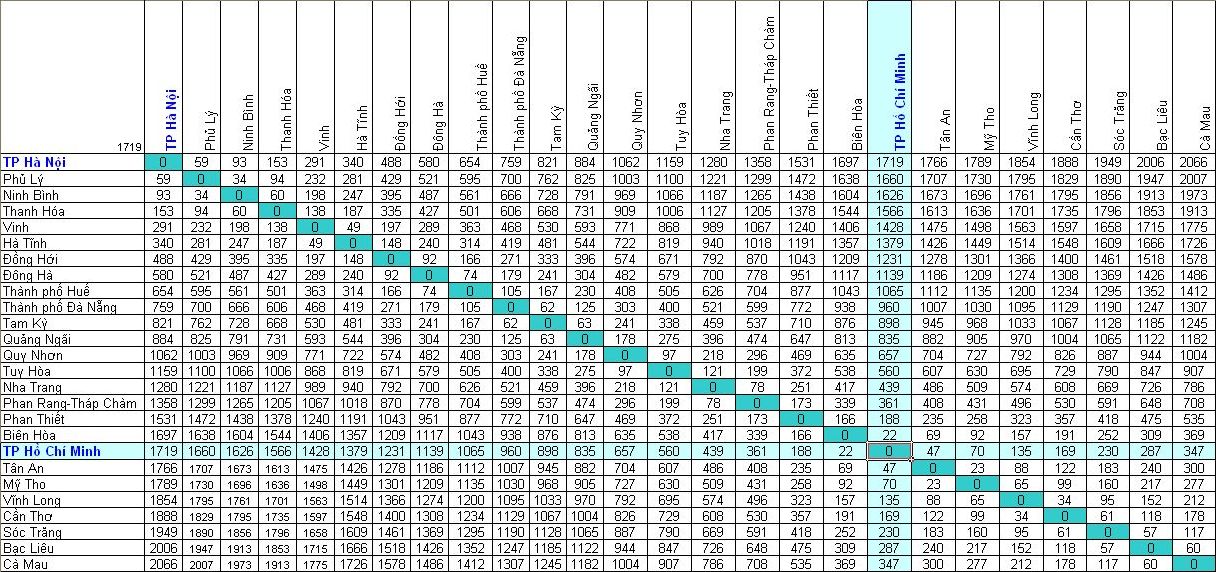 1719 TP Hà Nội Phủ Lý Ninh Bình Thanh Hóa Vinh Hà Tĩnh Đồng Hới Đông Hà Thành phố Huế Thành phố Đà Nẵng Tam Kỳ Quảng Ngãi Quy Nhơn Tuy Hòa Nha Trang Phan Rang-Tháp Chàm Phan Thiết Biên Hòa TP Hồ Chí Minh Tân An Mỹ Tho Vĩnh Long Cần Thơ Sóc Trăng Bạc Liêu Cà Mau
TP Hà Nội 0 59 93 153 291 340 488 580 654 759 821 884 1062 1159 1280 1358 1531 1697 1719 1766 1789 1854 1888 1949 2006 2066
Phủ Lý 59 0 34 94 232 281 429 521 595 700 762 825 1003 1100 1221 1299 1472 1638 1660 1707 1730 1795 1829 1890 1947 2007
Ninh Bình 93 34 0 60 198 247 395 487 561 666 728 791 969 1066 1187 1265 1438 1604 1626 1673 1696 1761 1795 1856 1913 1973
Thanh Hóa 153 94 60 0 138 187 335 427 501 606 668 731 909 1006 1127 1205 1378 1544 1566 1613 1636 1701 1735 1796 1853 1913
Vinh 291 232 198 138 0 49 197 289 363 468 530 593 771 868 989 1067 1240 1406 1428 1475 1498 1563 1597 1658 1715 1775
Hà Tĩnh 340 281 247 187 49 0 148 240 314 419 481 544 722 819 940 1018 1191 1357 1379 1426 1449 1514 1548 1609 1666 1726
Đồng Hới 488 429 395 335 197 148 0 92 166 271 333 396 574 671 792 870 1043 1209 1231 1278 1301 1366 1400 1461 1518 1578
Đông Hà 580 521 487 427 289 240 92 0 74 179 241 304 482 579 700 778 951 1117 1139 1186 1209 1274 1308 1369 1426 1486
Thành phố Huế 654 595 561 501 363 314 166 74 0 105 167 230 408 505 626 704 877 1043 1065 1112 1135 1200 1234 1295 1352 1412
Thành phố Đà Nẵng 759 700 666 606 468 419 271 179 105 0 62 125 303 400 521 599 772 938 960 1007 1030 1095 1129 1190 1247 1307
Tam Kỳ 821 762 728 668 530 481 333 241 167 62 0 63 241 338 459 537 710 876 898 945 968 1033 1067 1128 1185 1245
Quảng Ngãi 884 825 791 731 593 544 396 304 230 125 63 0 178 275 396 474 647 813 835 882 905 970 1004 1065 1122 1182
Quy Nhơn 1062 1003 969 909 771 722 574 482 408 303 241 178 0 97 218 296 469 635 657 704 727 792 826 887 944 1004
Tuy Hòa 1159 1100 1066 1006 868 819 671 579 505 400 338 275 97 0 121 199 372 538 560 607 630 695 729 790 847 907
Nha Trang 1280 1221 1187 1127 989 940 792 700 626 521 459 396 218 121 0 78 251 417 439 486 509 574 608 669 726 786
Phan Rang-Tháp Chàm 1358 1299 1265 1205 1067 1018 870 778 704 599 537 474 296 199 78 0 173 339 361 408 431 496 530 591 648 708
Phan Thiết 1531 1472 1438 1378 1240 1191 1043 951 877 772 710 647 469 372 251 173 0 166 188 235 258 323 357 418 475 535
Biên Hòa 1697 1638 1604 1544 1406 1357 1209 1117 1043 938 876 813 635 538 417 339 166 0 22 69 92 157 191 252 309 369
TP Hồ Chí Minh 1719 1660 1626 1566 1428 1379 1231 1139 1065 960 898 835 657 560 439 361 188 22 0 47 70 135 169 230 287 347
Tân An 1766 1707 1673 1613 1475 1426 1278 1186 1112 1007 945 882 704 607 486 408 235 69 47 0 23 88 122 183 240 300
Mỹ Tho 1789 1730 1696 1636 1498 1449 1301 1209 1135 1030 968 905 727 630 509 431 258 92 70 23 0 65 99 160 217 277
Vĩnh Long 1854 1795 1761 1701 1563 1514 1366 1274 1200 1095 1033 970 792 695 574 496 323 157 135 88 65 0 34 95 152 212
Cần Thơ 1888 1829 1795 1735 1597 1548 1400 1308 1234 1129 1067 1004 826 729 608 530 357 191 169 122 99 34 0 61 118 178
Sóc Trăng 1949 1890 1856 1796 1658 1609 1461 1369 1295 1190 1128 1065 887 790 669 591 418 252 230 183 160 95 61 0 57 117
Bạc Liêu 2006 1947 1913 1853 1715 1666 1518 1426 1352 1247 1185 1122 944 847 726 648 475 309 287 240 217 152 118 57 0 60
Cà Mau 2066 2007 1973 1913 1775 1726 1578 1486 1412 1307 1245 1182 1004 907 786 708 535 369 347 300 277 212 178 117 60 0